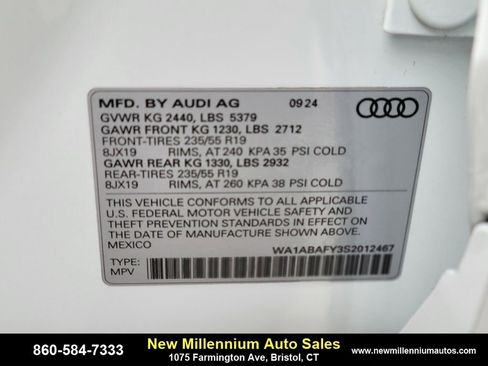 MFD. BY AUDI AG 09 24
GVWR KG 2440, LBS 5379
GAWR FRONT KG 1230, LBS 2712
FRONT-TIRES 235/55 R19
8JX19 RIMS, AT 240 KPA 35 PSI COLD
GAWR REAR KG 1330, LBS 2932
REAR-TIRES 235/55 R19
8JX19 RIMS, AT 260 KPA 38 PSI COLD
THIS VEHICLE CONFORMS TO ALL APPLICABLE
U.S. FEDERAL MOTOR VEHICLE SAFETY AND
THEFT PREVENTION STANDARDS IN EFFECT ON
THE DATE OF MANUFACTURE SHOWN ABOVE.
MEXICO WA1ABAFY3S2012467
TYPE:
MPV
860-584-7333 New Millennium Auto Sales www.newmillenniumautos.com
1075 Farmington Ave, Bristol, CT